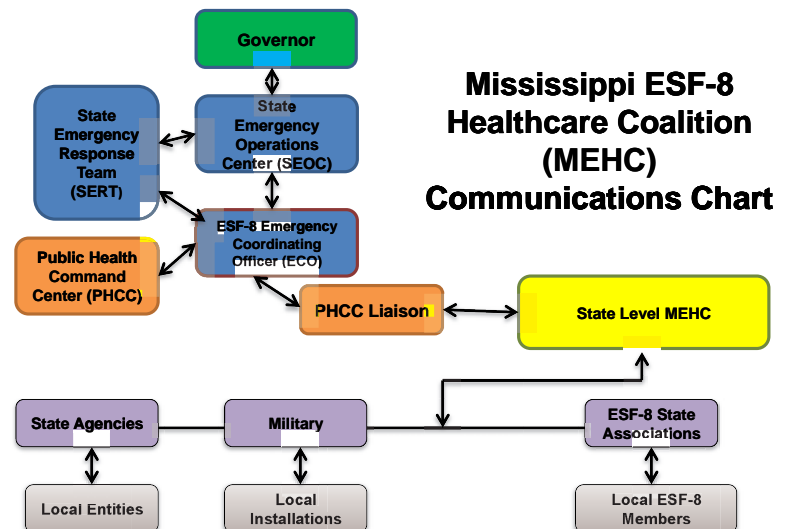 Governor
Mississippi ESF-8
Healthcare Coalition
(MEHC)
Communications Chart
State
Emergency
Response
Team
(SERT)
State
Emergency
Operations
Center (SEOC)
ESF-8 Emergency
Coordinating
Officer (ECO)
Public Health
Command
Center (PHCC)
PHCC Liaison
State Level MEHC
State Agencies
Military
ESF-8 State
Associations
Local Entities
Local
Installations
Local ESF-8
Members